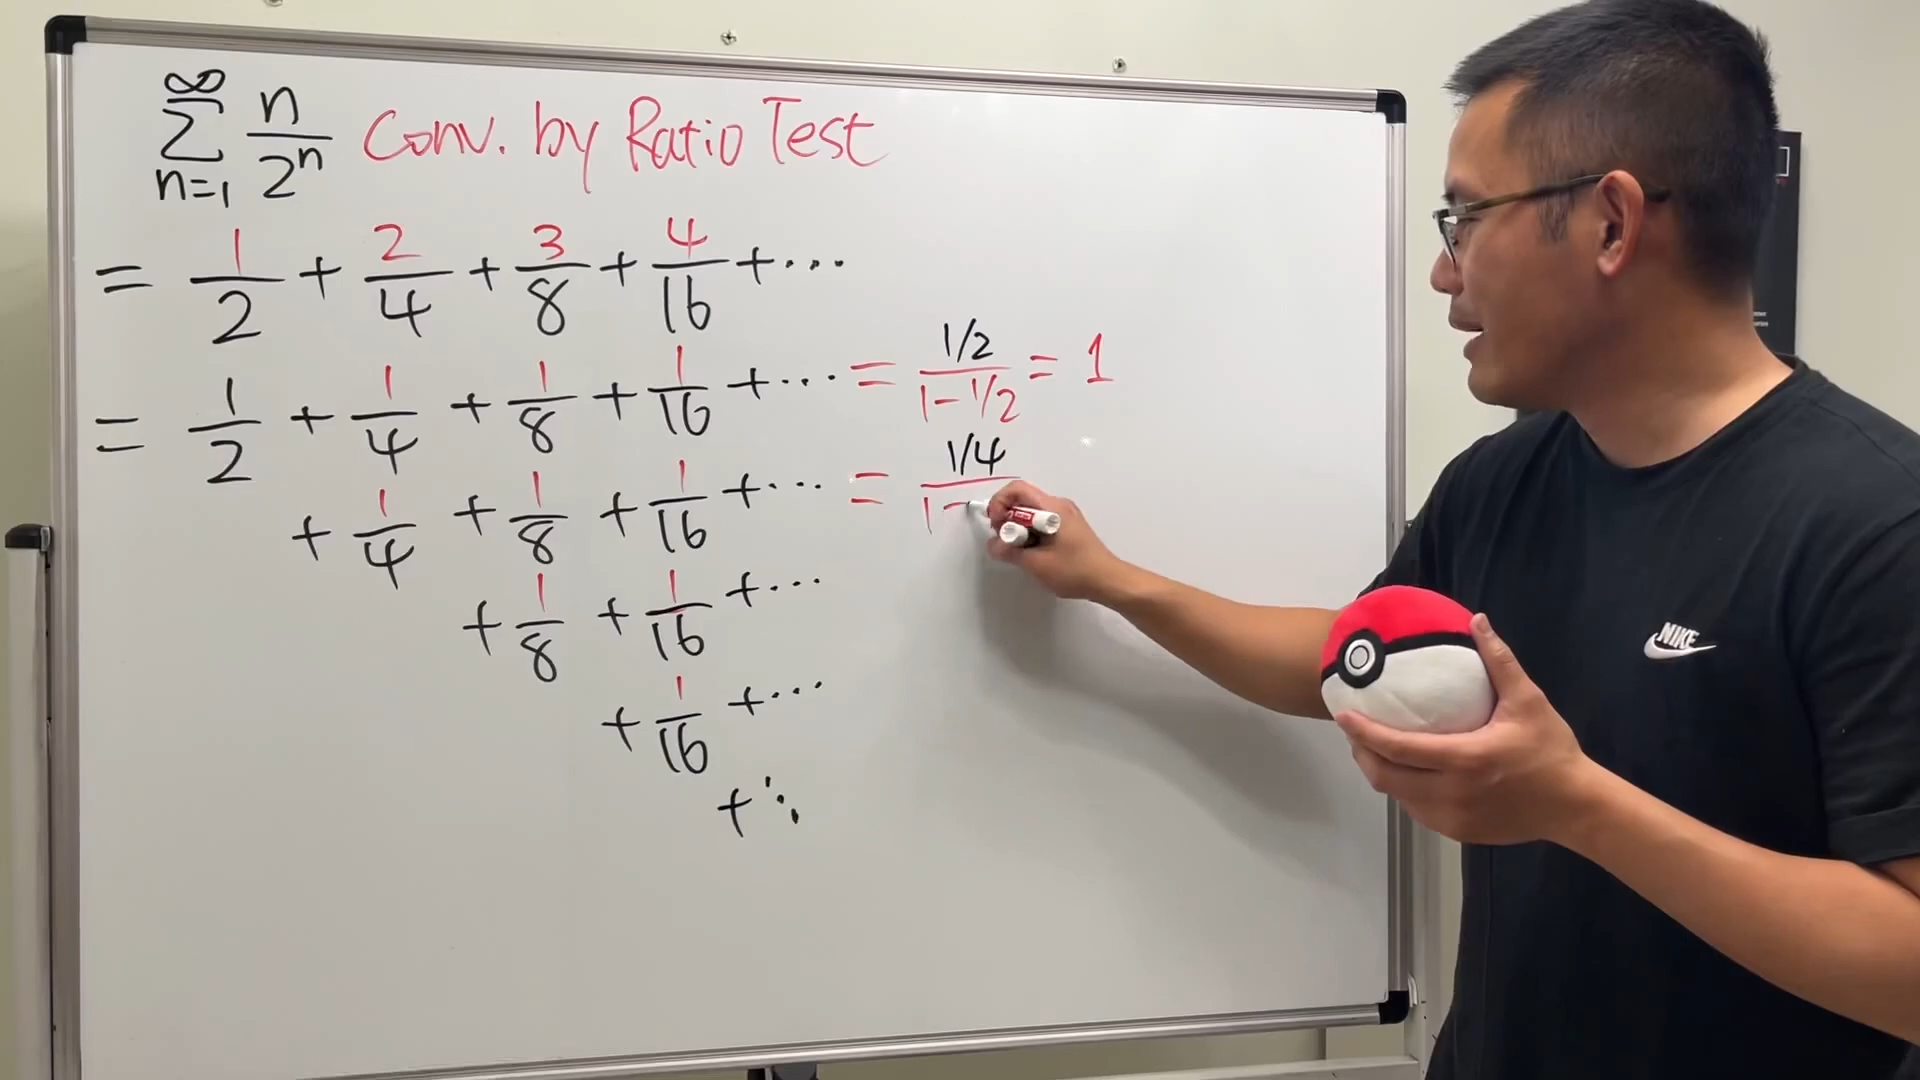 ∞
∑ n/2ⁿ Conv. by Ratio Test
n=1
= 1/2 + 2/4 + 3/8 + 4/16 + ...
= 1/2 + 1/4 + 1/8 + 1/16 + ... = (1/2)/(1-1/2) = 1
+ 1/4 + 1/8 + 1/16 + ... = (1/4)/(1-
+ 1/8 + 1/16 + ...
+ 1/16 + ...
+ ⋱
NIKE